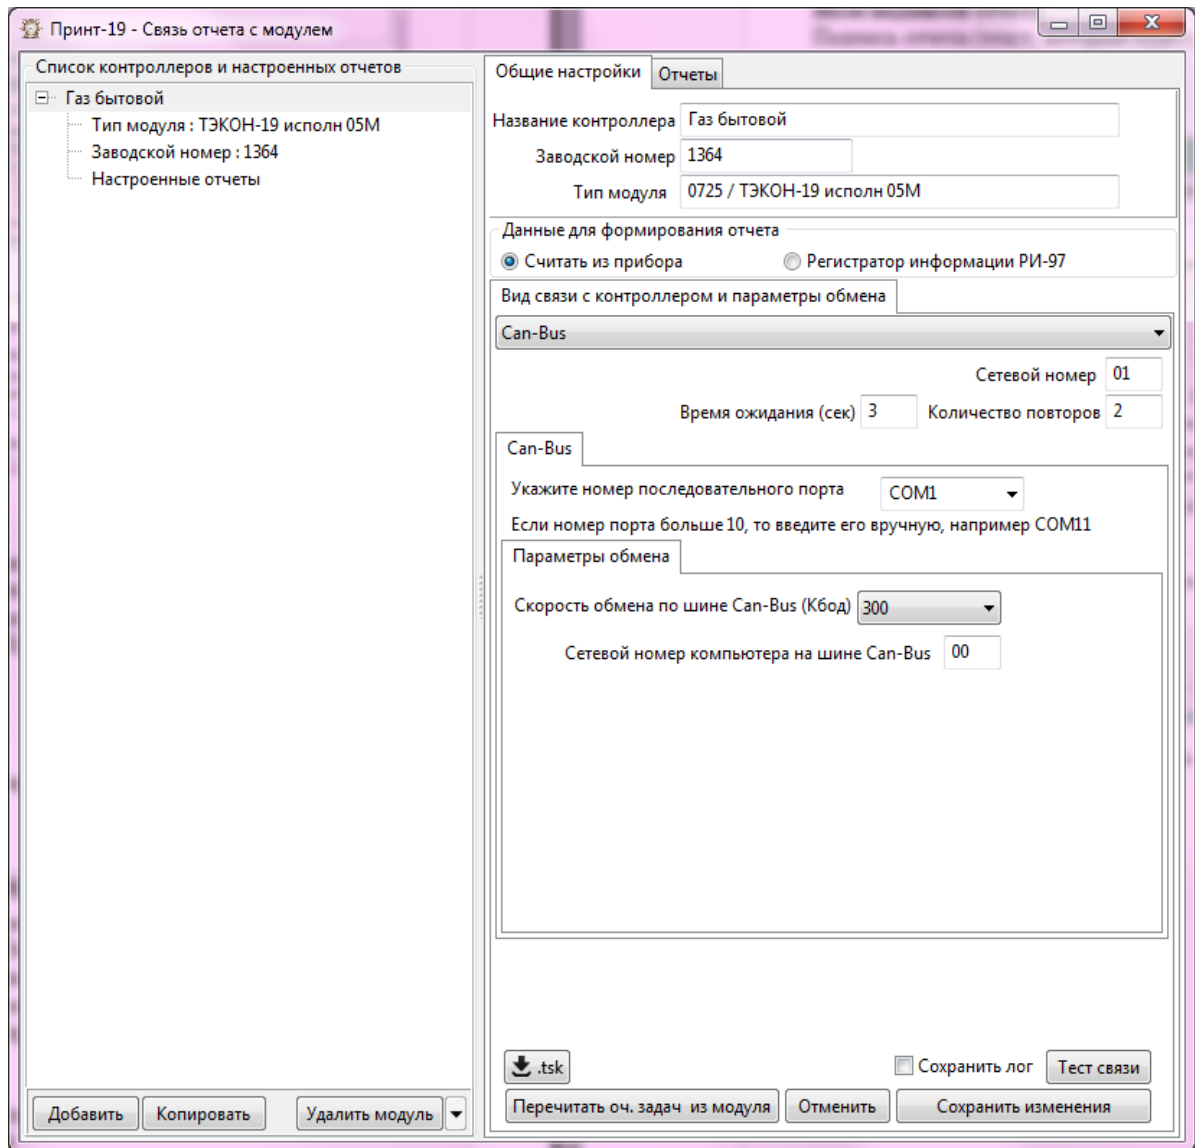 Принт-19 - Связь отчета с модулем
Список контроллеров и настроенных отчетов
Газ бытовой
Тип модуля : ТЭКОН-19 исполн 05М
Заводской номер : 1364
Настроенные отчеты
Добавить
Копировать
Удалить модуль
Общие настройки
Отчеты
Название контроллера Газ бытовой
Заводской номер 1364
Тип модуля 0725 / ТЭКОН-19 исполн 05М
Данные для формирования отчета
Считать из прибора Регистратор информации РИ-97
Вид связи с контроллером и параметры обмена
Can-Bus
Сетевой номер 01
Время ожидания (сек) 3 Количество повторов 2
Can-Bus
Укажите номер последовательного порта COM1
Если номер порта больше 10, то введите его вручную, например COM11
Параметры обмена
Скорость обмена по шине Can-Bus (Кбод) 300
Сетевой номер компьютера на шине Can-Bus 00
.tsk Сохранить лог Тест связи
Перечитать оч. задач из модуля Отменить Сохранить изменения